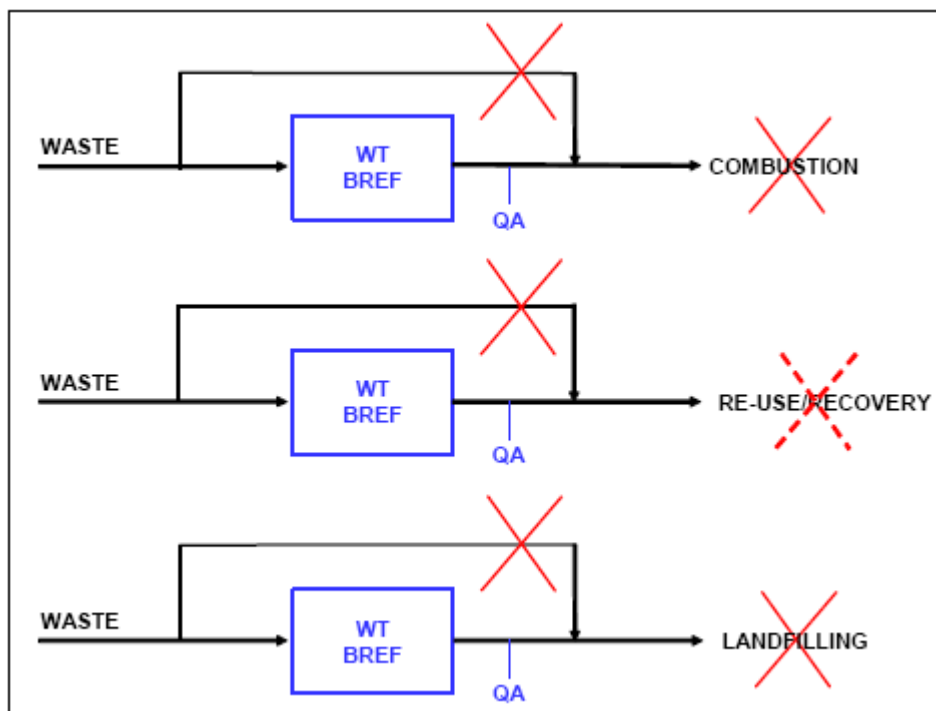 WASTE
WT
BREF
QA
COMBUSTION
WASTE
WT
BREF
QA
RE-USE/RECOVERY
WASTE
WT
BREF
QA
LANDFILLING